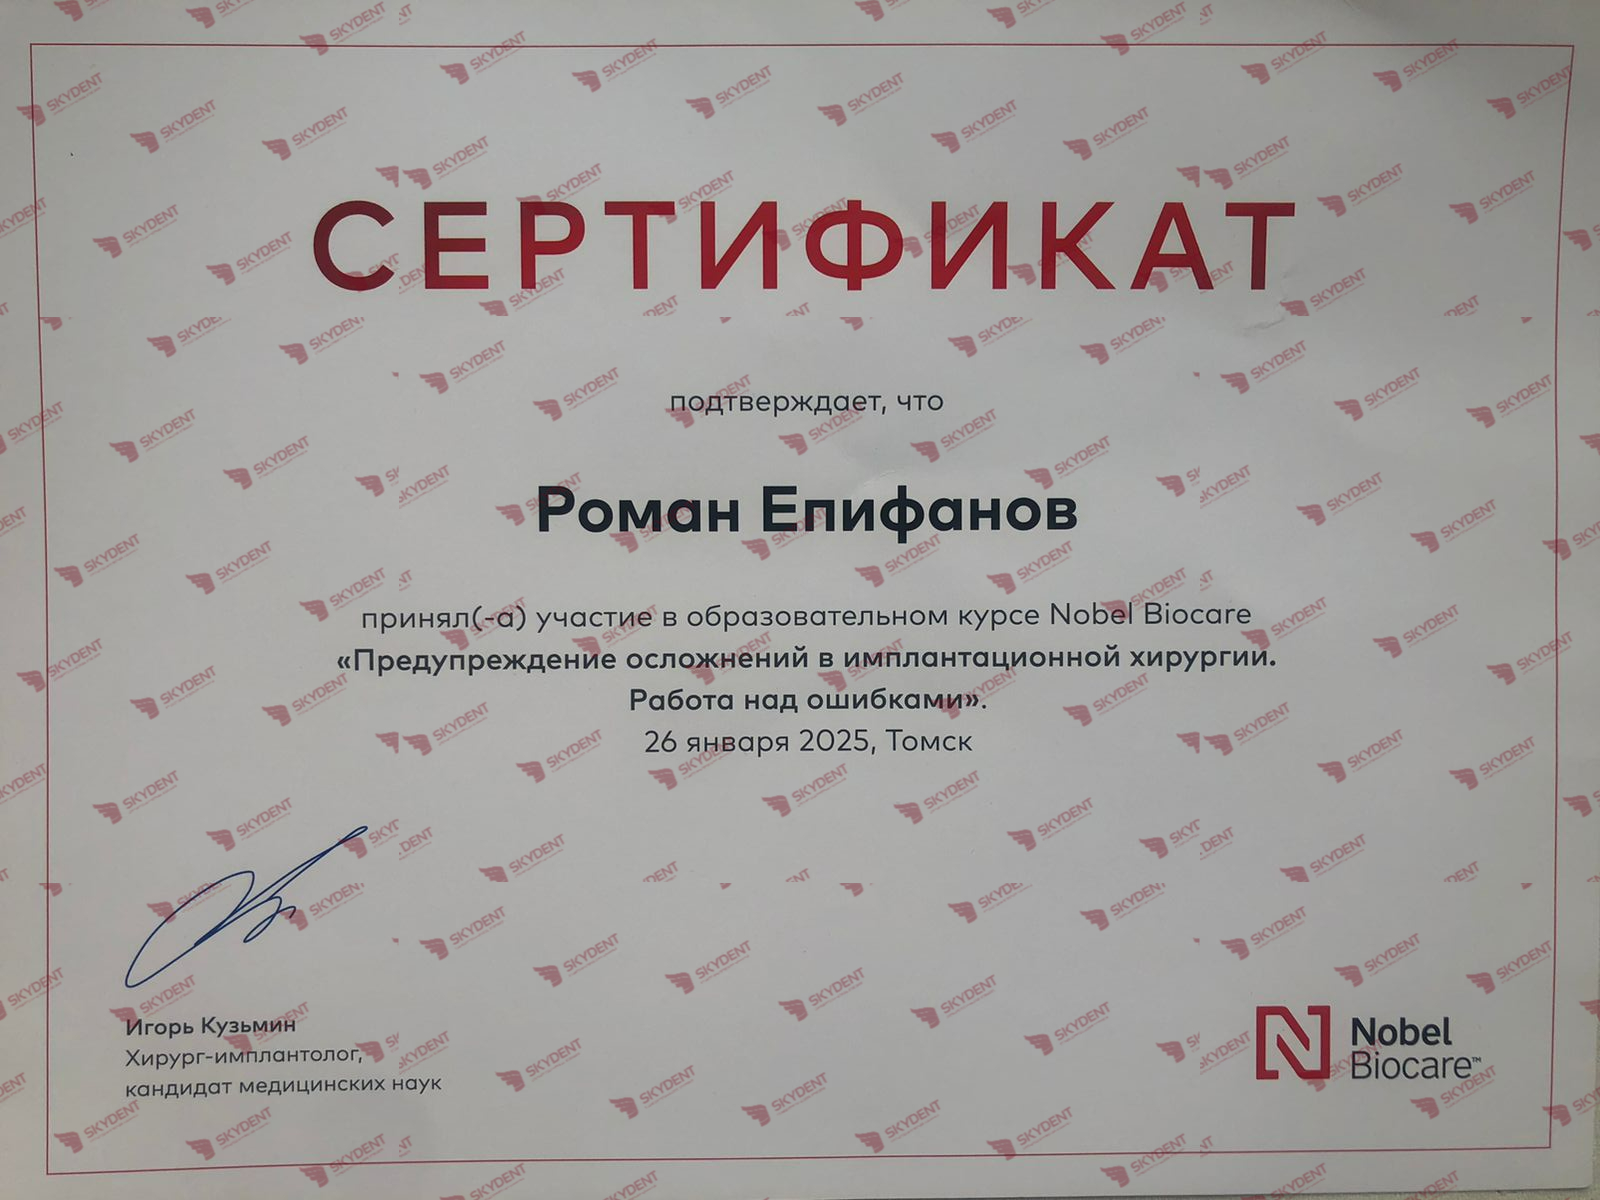 СЕРТИФИКАТ
подтверждает, что
Роман Епифанов
принял(-а) участие в образовательном курсе Nobel Biocare
«Предупреждение осложнений в имплантационной хирургии.
Работа над ошибками».
26 января 2025, Томск
Игорь Кузьмин
Хирург-имплантолог,
кандидат медицинских наук
Nobel
Biocare™
SKYDENT